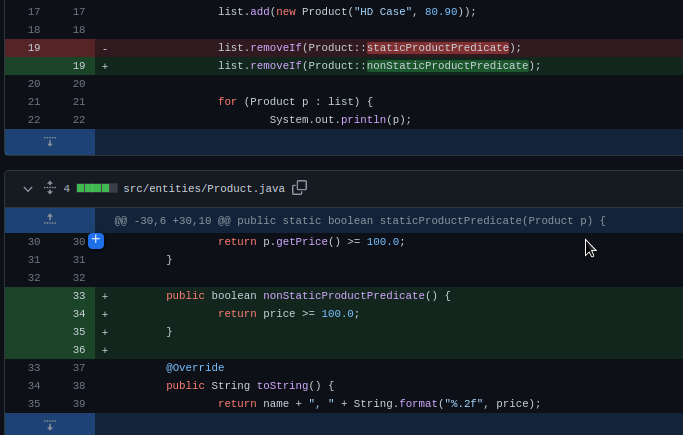 17 17 list.add(new Product("HD Case", 80.90));
18 18
19 - list.removeIf(Product::staticProductPredicate);
19 + list.removeIf(Product::nonStaticProductPredicate);
20 20
21 21 for (Product p : list) {
22 22 System.out.println(p);
4 src/entities/Product.java
@@ -30,6 +30,10 @@ public static boolean staticProductPredicate(Product p) {
30 30 + return p.getPrice() >= 100.0;
31 31 }
32 32
33 + public boolean nonStaticProductPredicate() {
34 + return price >= 100.0;
35 + }
36 +
33 37 @Override
34 38 public String toString() {
35 39 return name + ", " + String.format("%.2f", price);